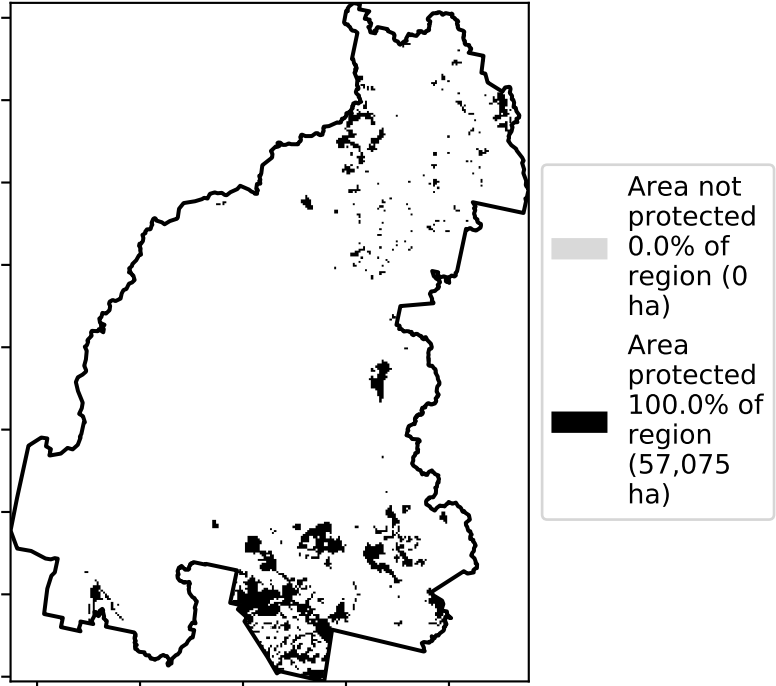 Area not
protected
0.0% of
region (0
ha)
Area
protected
100.0% of
region
(57,075
ha)